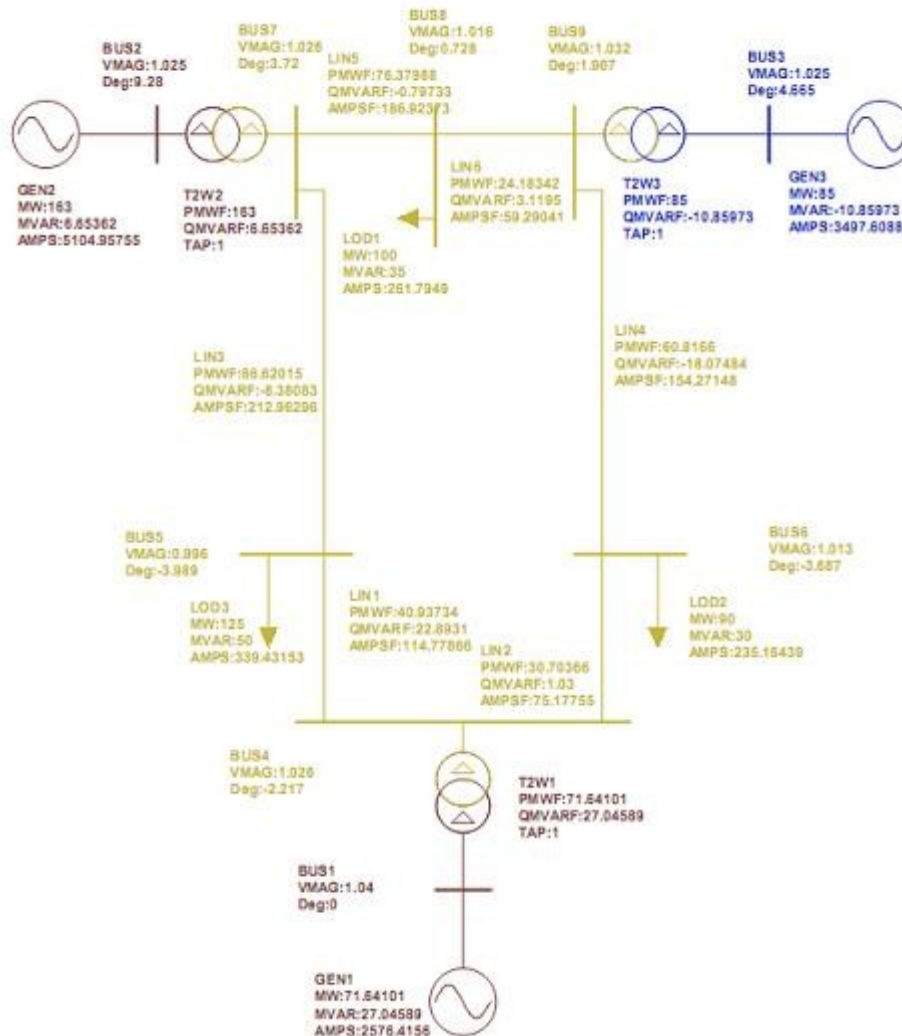 BUS8
VMAG:1.016
Deg:0.728
BUS7
VMAG:1.026
Deg:3.72
BUS9
VMAG:1.032
Deg:1.967
BUS2
VMAG:1.025
Deg:9.28
BUS3
VMAG:1.025
Deg:4.665
LIN5
PMWF:76.37988
QMVARF:-0.79733
AMPSF:186.92373
LIN6
PMWF:24.18342
QMVARF:3.1195
AMPSF:59.29041
GEN2
MW:163
MVAR:6.65362
AMPS:5104.95755
T2W2
PMWF:163
QMVARF:6.65362
TAP:1
LOD1
MW:100
MVAR:35
AMPS:261.7949
T2W3
PMWF:85
QMVARF:-10.85973
TAP:1
GEN3
MW:85
MVAR:-10.85973
AMPS:3497.6088
LIN3
PMWF:86.62015
QMVARF:-8.38083
AMPSF:212.96296
LIN4
PMWF:60.8166
QMVARF:-18.07484
AMPSF:154.27148
BUS5
VMAG:0.996
Deg:-3.989
BUS6
VMAG:1.013
Deg:-3.687
LOD3
MW:125
MVAR:50
AMPS:339.43153
LIN1
PMWF:40.93734
QMVARF:22.8931
AMPSF:114.77866
LIN2
PMWF:30.70366
QMVARF:1.03
AMPSF:75.17755
LOD2
MW:90
MVAR:30
AMPS:235.16439
BUS4
VMAG:1.026
Deg:-2.217
T2W1
PMWF:71.64101
QMVARF:27.04589
TAP:1
BUS1
VMAG:1.04
Deg:0
GEN1
MW:71.64101
MVAR:27.04589
AMPS:2576.4156